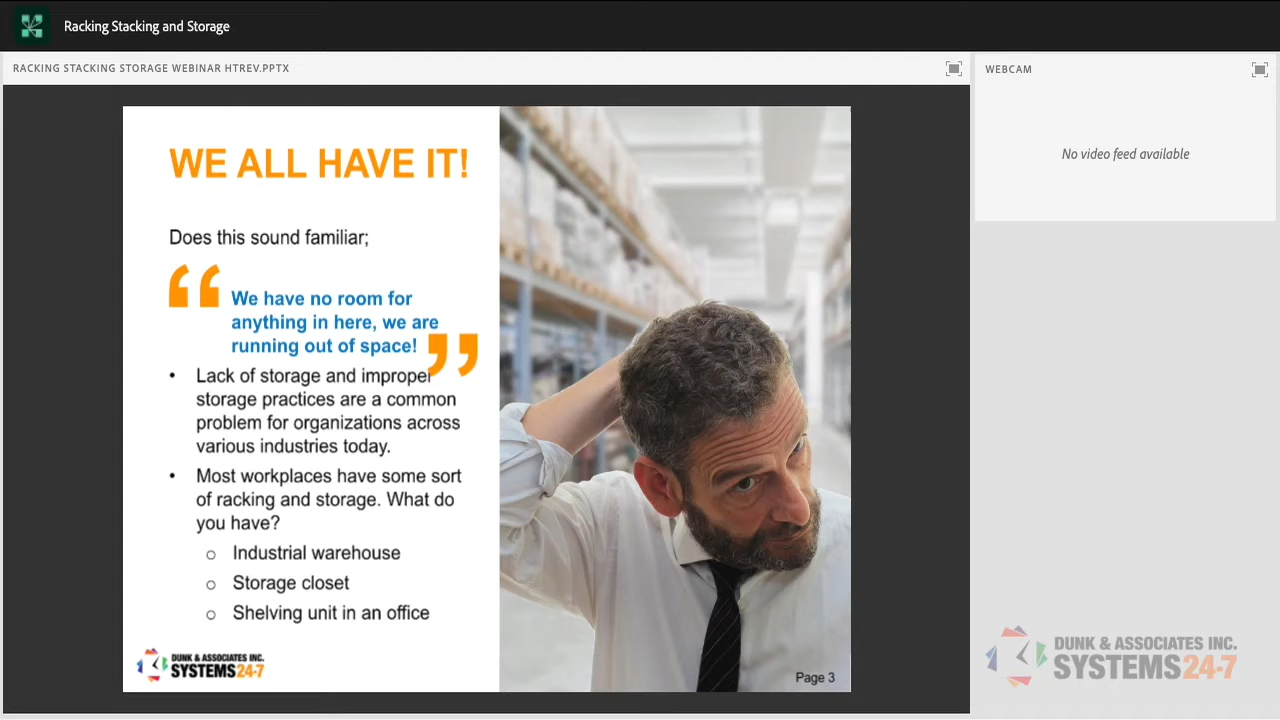 Racking Stacking and Storage
RACKING STACKING STORAGE WEBINAR HTREV.PPTX
WEBCAM
No video feed available
WE ALL HAVE IT!
Does this sound familiar;
“ We have no room for
anything in here, we are
running out of space! ”
• Lack of storage and improper
storage practices are a common
problem for organizations across
various industries today.
• Most workplaces have some sort
of racking and storage. What do
you have?
o Industrial warehouse
o Storage closet
o Shelving unit in an office
DUNK & ASSOCIATES INC.
SYSTEMS 24-7
Page 3
DUNK & ASSOCIATES INC.
SYSTEMS24-7